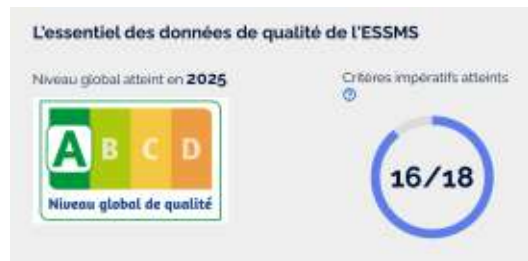 L'essentiel des données de qualité de l'ESSMS
Niveau global atteint en 2025
Critères impératifs atteints
?
A B C D
Niveau global de qualité
16/18